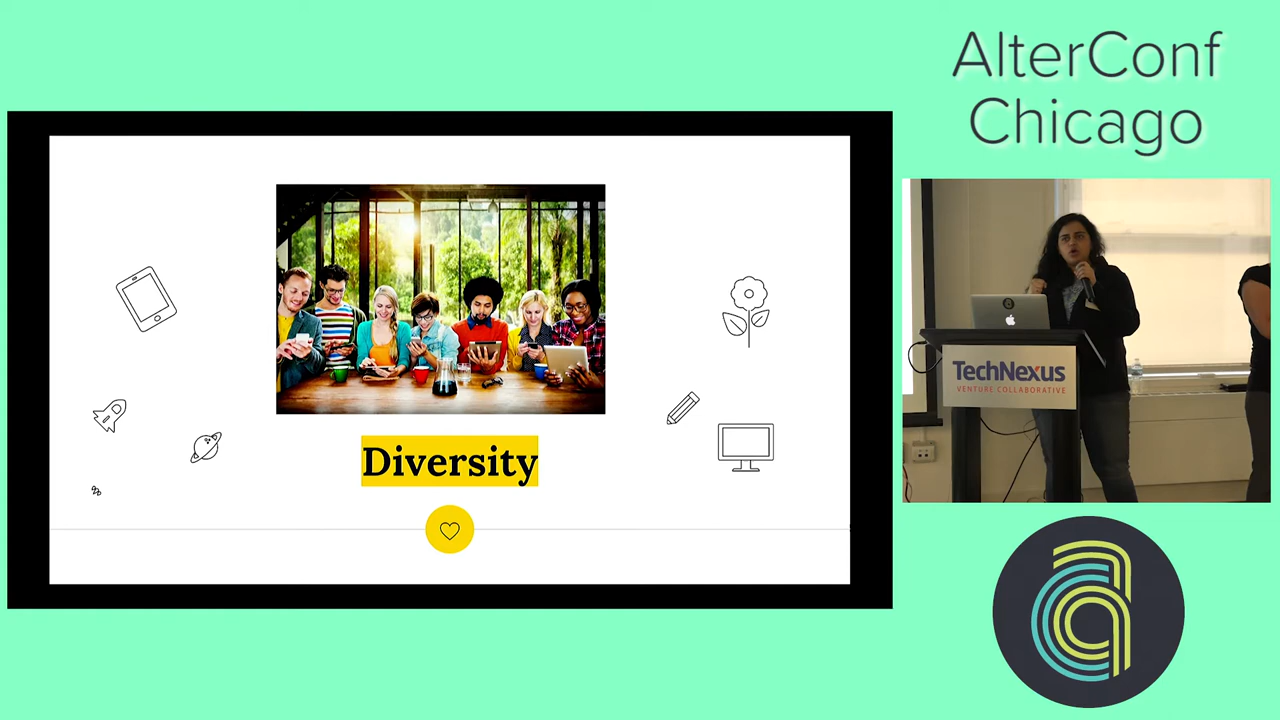 AlterConf
Chicago
Diversity
TechNexus
VENTURE COLLABORATIVE